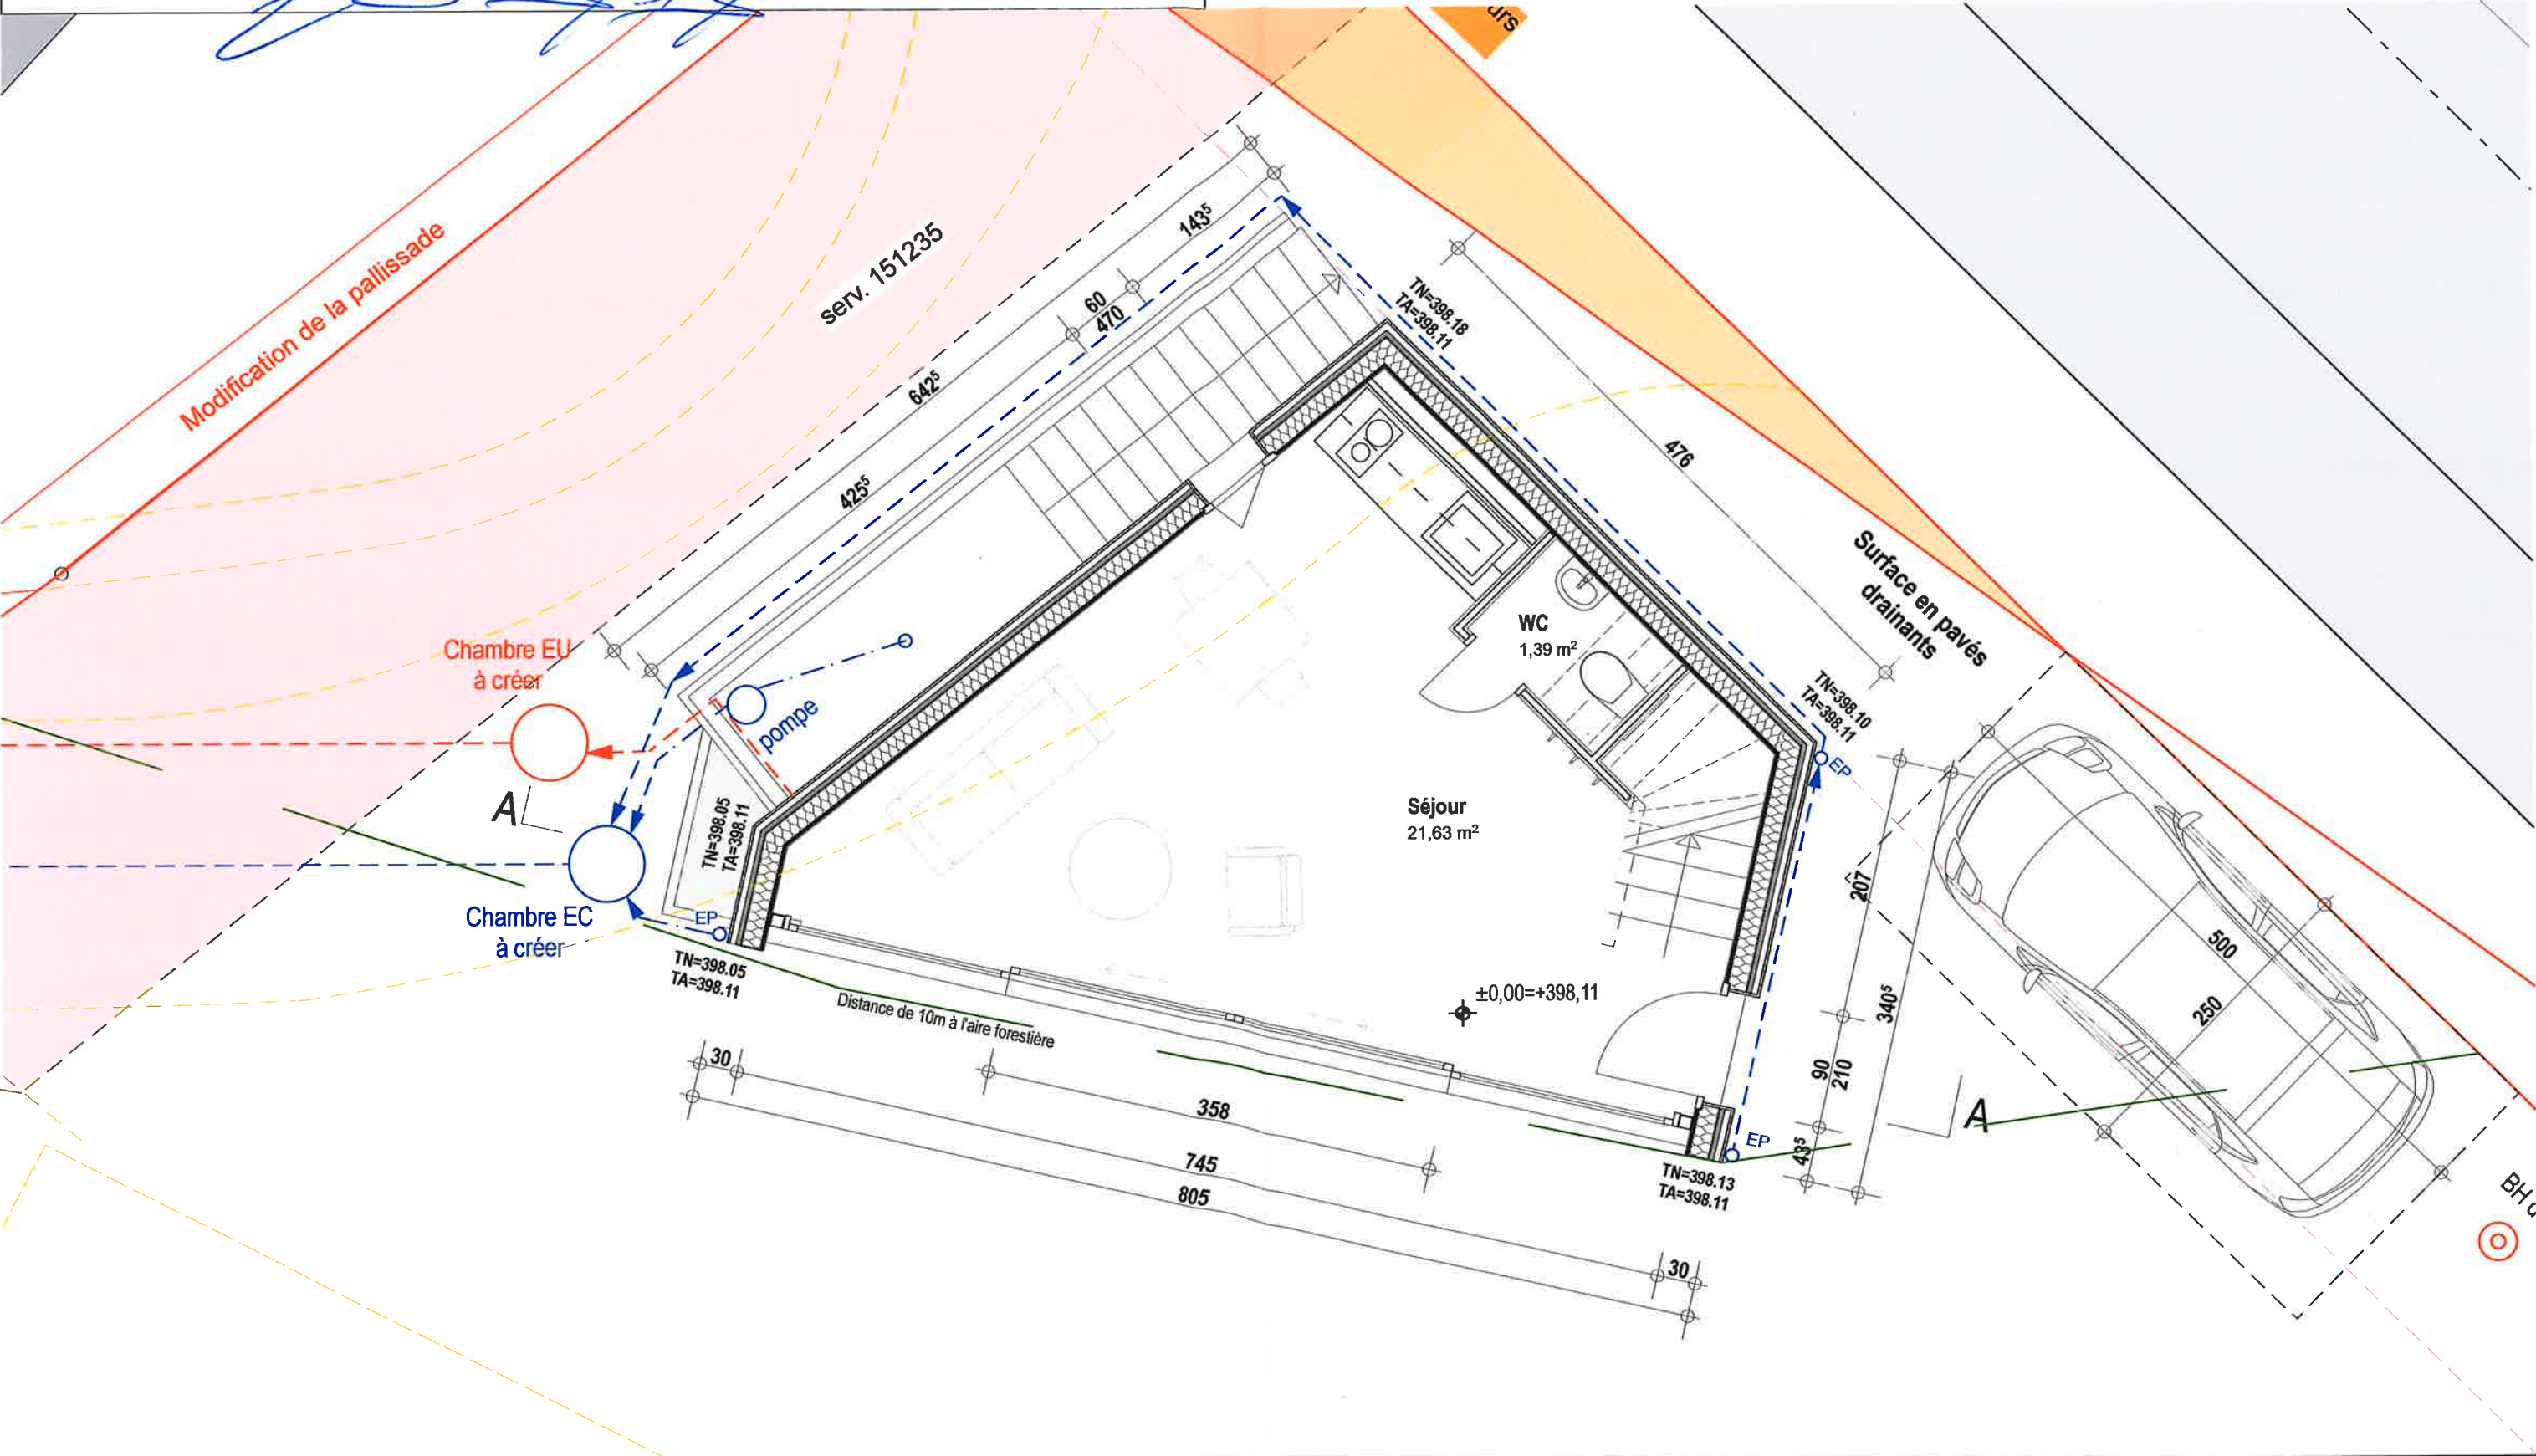 urs
Modification de la pallissade
serv. 151235
143⁵
60
470
642⁵
425⁵
TN=398.18
TA=398.11
476
Surface en pavés
drainants
WC
1,39 m²
TN=398.10
TA=398.11
EP
Chambre EU
à créer
pompe
A
TN=398.05
TA=398.11
Séjour
21,63 m²
207
340⁵
500
250
Chambre EC
à créer
EP
TN=398.05
TA=398.11
Distance de 10m à l'aire forestière
±0,00=+398,11
90
210
A
30
358
745
805
EP
43⁵
TN=398.13
TA=398.11
30
BH